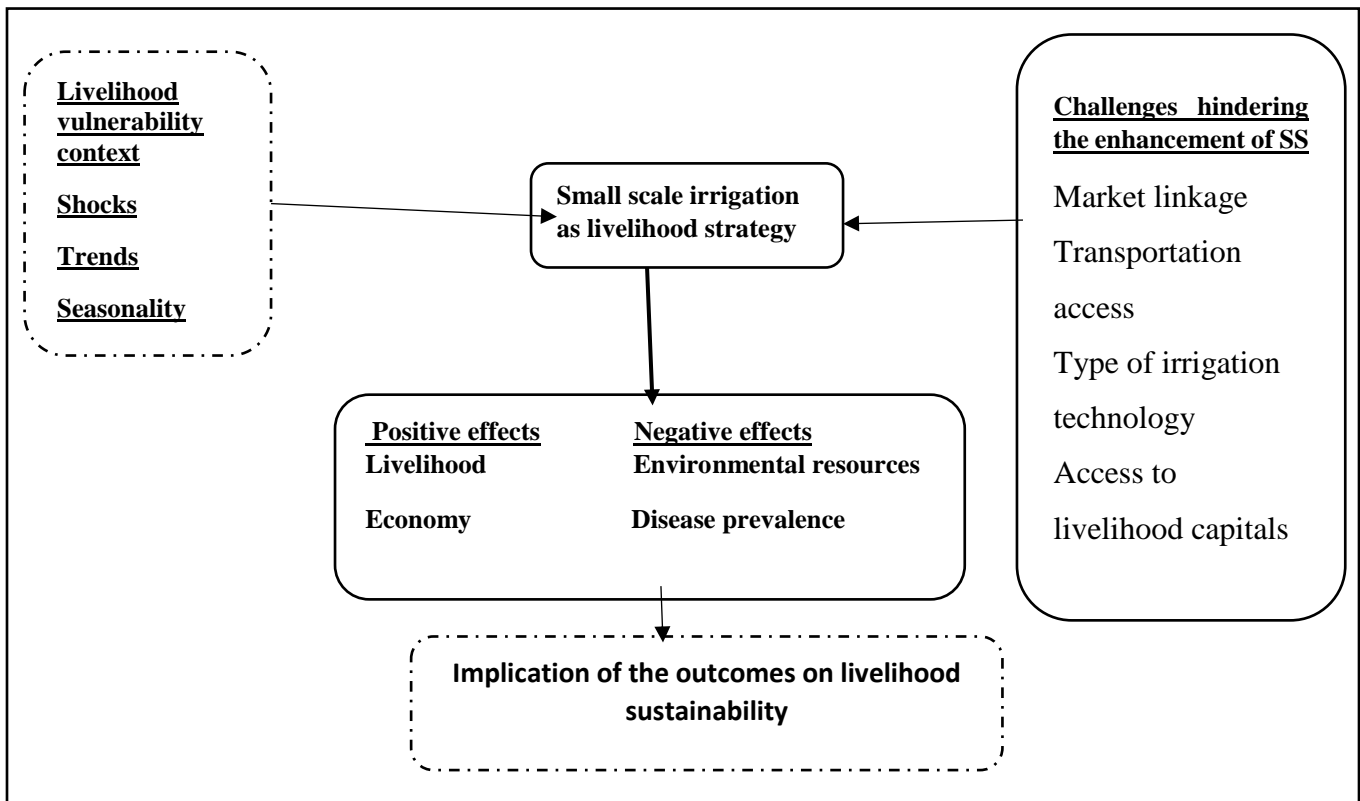 Livelihood
vulnerability
context
Shocks
Trends
Seasonality
Small scale irrigation
as livelihood strategy
Challenges hindering
the enhancement of SS
Market linkage
Transportation
access
Type of irrigation
technology
Access to
livelihood capitals
Positive effects Negative effects
Livelihood Environmental resources
Economy Disease prevalence
Implication of the outcomes on livelihood
sustainability